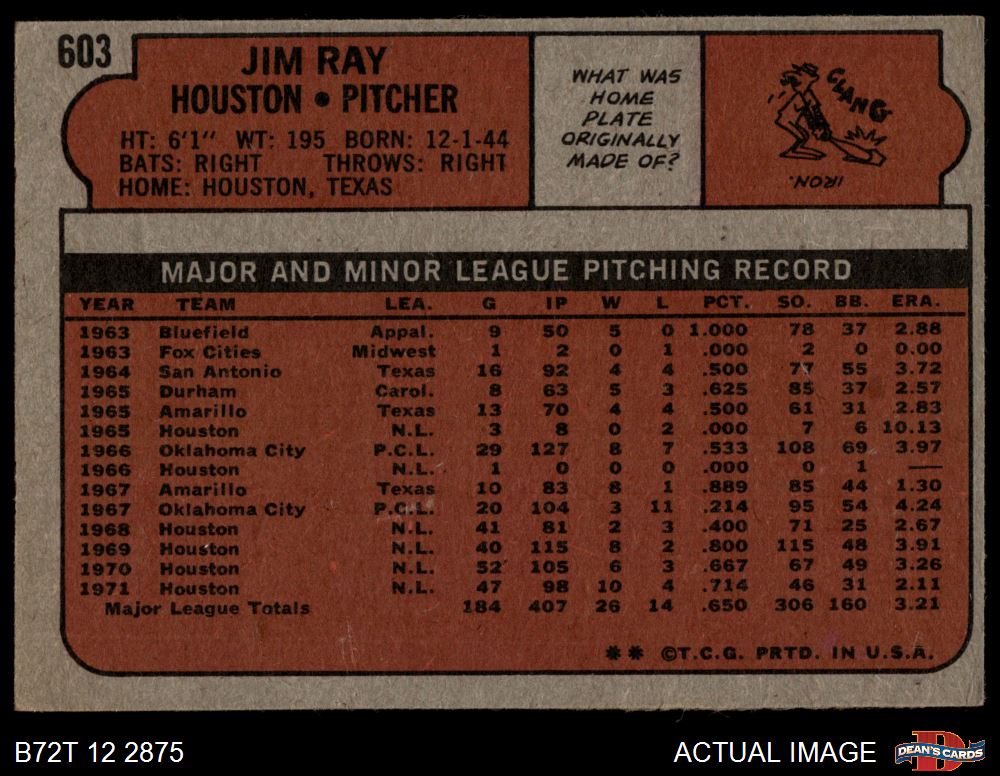 603
JIM RAY
HOUSTON • PITCHER
HT: 6'1" WT: 195 BORN: 12-1-44
BATS: RIGHT THROWS: RIGHT
HOME: HOUSTON, TEXAS
WHAT WAS
HOME
PLATE
ORIGINALLY
MADE OF?
CLANG
IRON.
MAJOR AND MINOR LEAGUE PITCHING RECORD
YEAR TEAM LEA. G IP W L PCT. SO. BB. ERA.
1963 Bluefield Appal. 9 50 5 0 1.000 78 37 2.88
1963 Fox Cities Midwest 1 2 0 1 .000 2 0 0.00
1964 San Antonio Texas 16 92 4 4 .500 77 55 3.72
1965 Durham Carol. 8 63 5 3 .625 85 37 2.57
1965 Amarillo Texas 13 70 4 4 .500 61 31 2.83
1965 Houston N.L. 3 8 0 2 .000 7 6 10.13
1966 Oklahoma City P.C.L. 29 127 8 7 .533 108 69 3.97
1966 Houston N.L. 1 0 0 0 .000 0 1 —
1967 Amarillo Texas 10 83 8 1 .889 85 44 1.30
1967 Oklahoma City P.C.L. 20 104 3 11 .214 95 54 4.24
1968 Houston N.L. 41 81 2 3 .400 71 25 2.67
1969 Houston N.L. 40 115 8 2 .800 115 48 3.91
1970 Houston N.L. 52 105 6 3 .667 67 49 3.26
1971 Houston N.L. 47 98 10 4 .714 46 31 2.11
Major League Totals 184 407 26 14 .650 306 160 3.21
** ©T.C.G. PRTD. IN U.S.A.
B72T 12 2875
ACTUAL IMAGE
D
DEAN'S CARDS